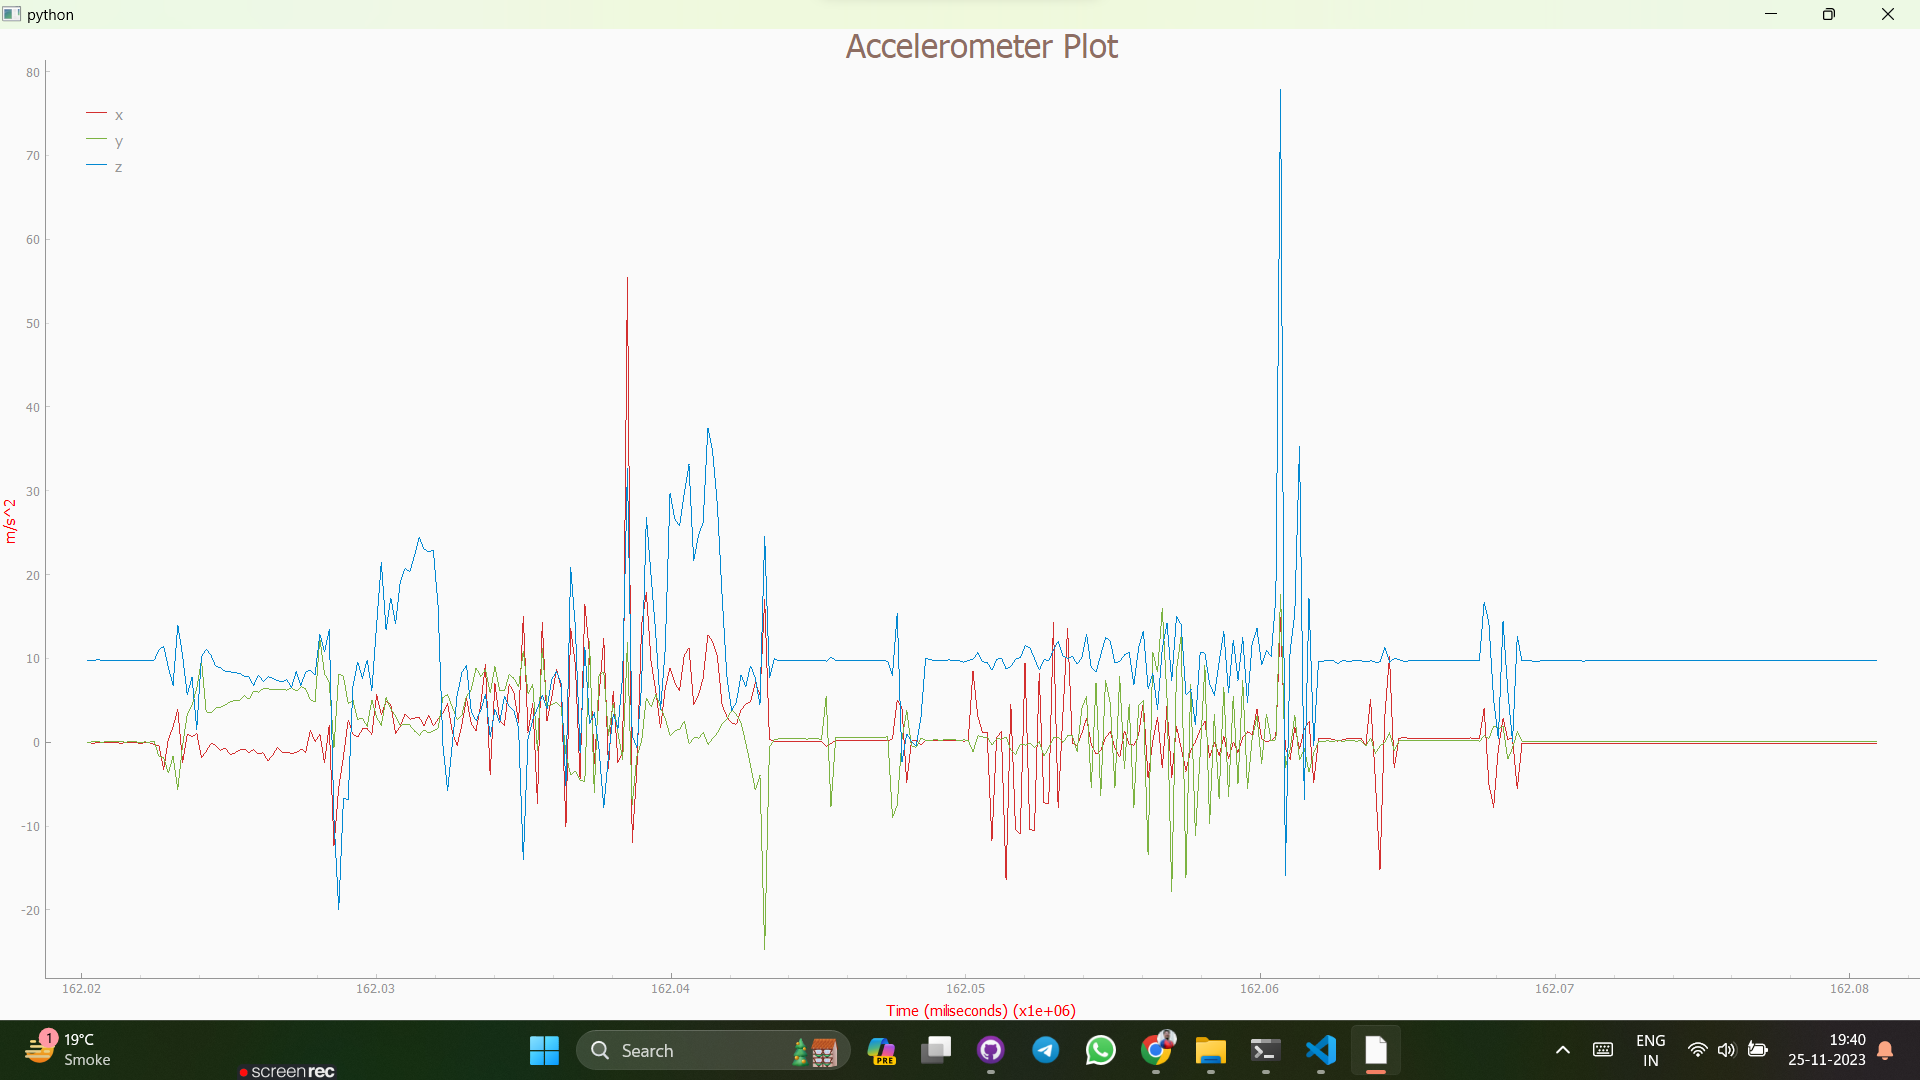 python
Accelerometer Plot
80
70
60
50
40
30
20
10
0
-10
-20
x
y
z
m/s^2
162.02 162.03 162.04 162.05 162.06 162.07 162.08
Time (miliseconds) (x1e+06)
1
19°C
Smoke
screenrec
Search
PRE
ENG
IN
19:40
25-11-2023